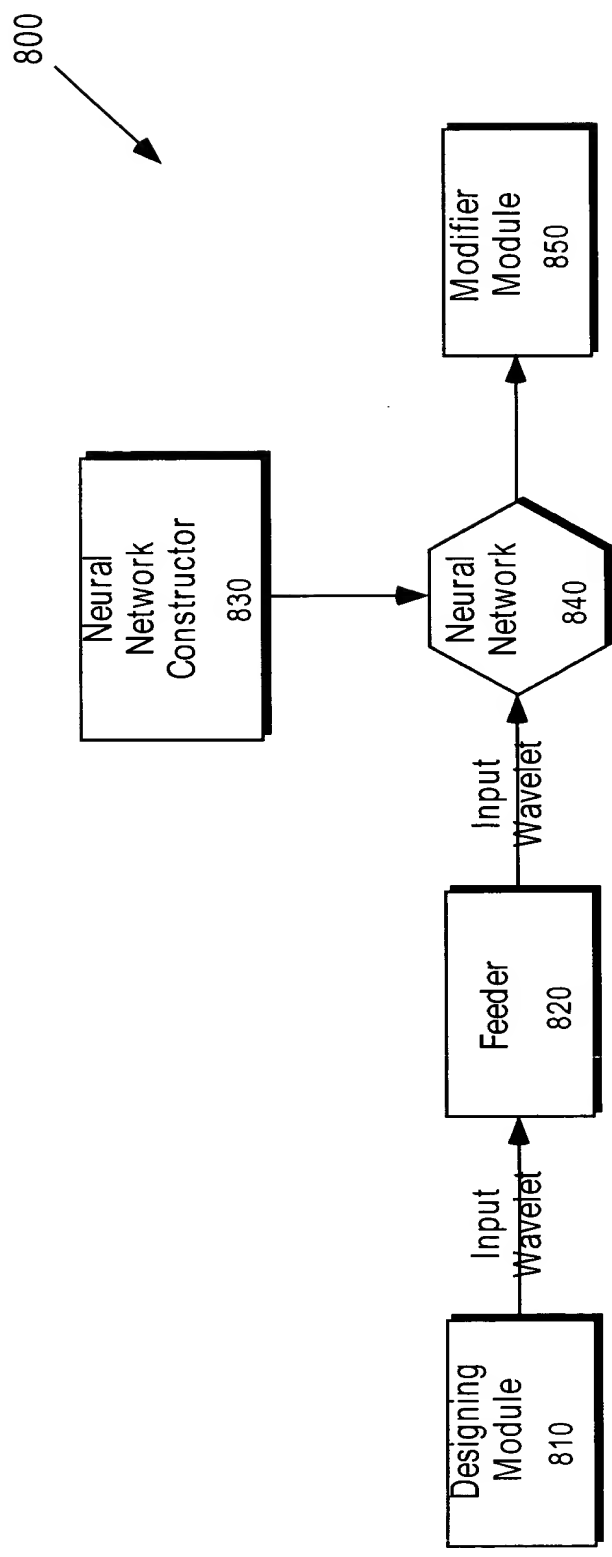 800
Neural
Network
Constructor
830
Designing
Module
810
Input
Wavelet
Feeder
820
Input
Wavelet
Neural
Network
840
Modifier
Module
850